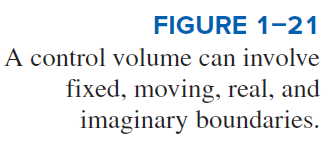 FIGURE 1–21
A control volume can involve
fixed, moving, real, and
imaginary boundaries.